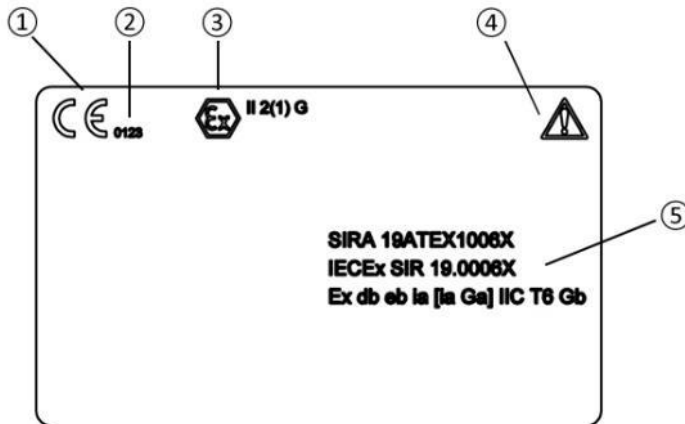 ① ② ③ ④
CE 0123 Ex II 2(1) G
⑤
SIRA 19ATEX1006X
IECEx SIR 19.0006X
Ex db eb ia [ia Ga] IIC T6 Gb